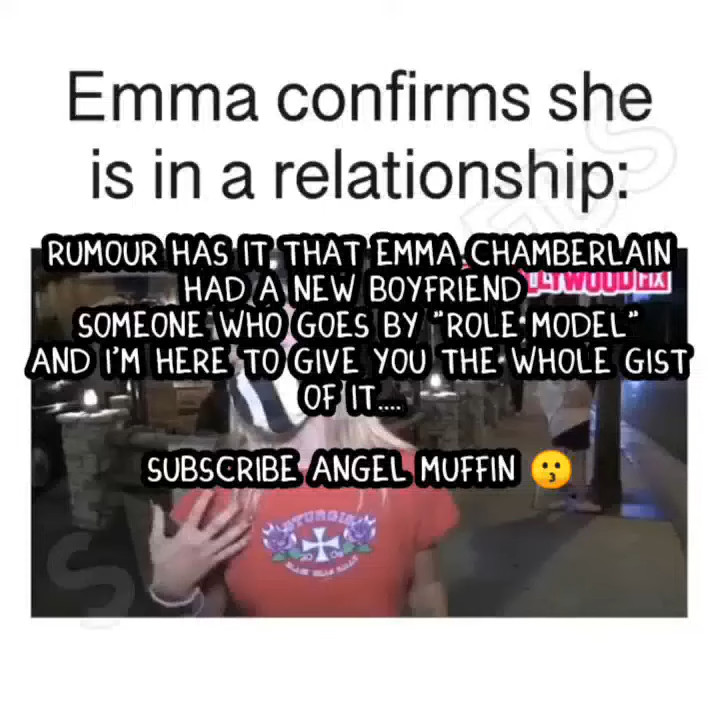 Emma confirms she
is in a relationship:
RUMOUR HAS IT THAT EMMA CHAMBERLAIN
HAD A NEW BOYFRIEND
SOMEONE WHO GOES BY "ROLE MODEL"
AND I'M HERE TO GIVE YOU THE WHOLE GIST
OF IT....
SUBSCRIBE ANGEL MUFFIN 😗
STURGIS